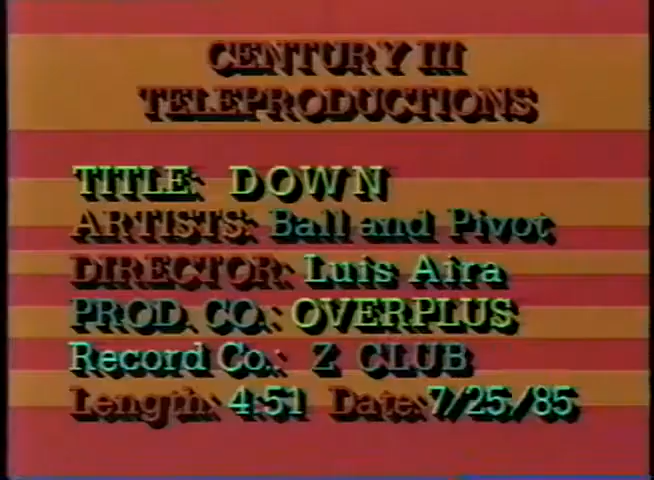 CENTURY III
TELEPRODUCTIONS
TITLE: DOWN
ARTISTS: Ball and Pivot
DIRECTOR: Luis Aira
PROD. CO.: OVERPLUS
Record Co.: Z CLUB
Length: 4:51 Date: 7/25/85